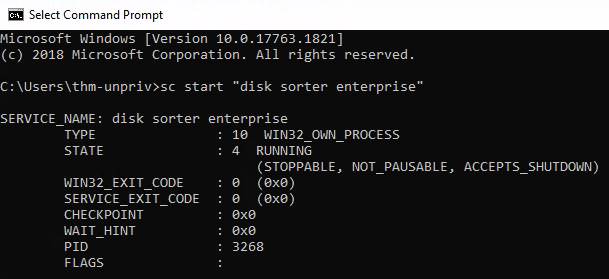 Select Command Prompt
Microsoft Windows [Version 10.0.17763.1821]
(c) 2018 Microsoft Corporation. All rights reserved.
C:\Users\thm-unpriv>sc start "disk sorter enterprise"
SERVICE_NAME: disk sorter enterprise
        TYPE               : 10  WIN32_OWN_PROCESS
        STATE              : 4  RUNNING
                                (STOPPABLE, NOT_PAUSABLE, ACCEPTS_SHUTDOWN)
        WIN32_EXIT_CODE    : 0  (0x0)
        SERVICE_EXIT_CODE  : 0  (0x0)
        CHECKPOINT         : 0x0
        WAIT_HINT          : 0x0
        PID                : 3268
        FLAGS              :